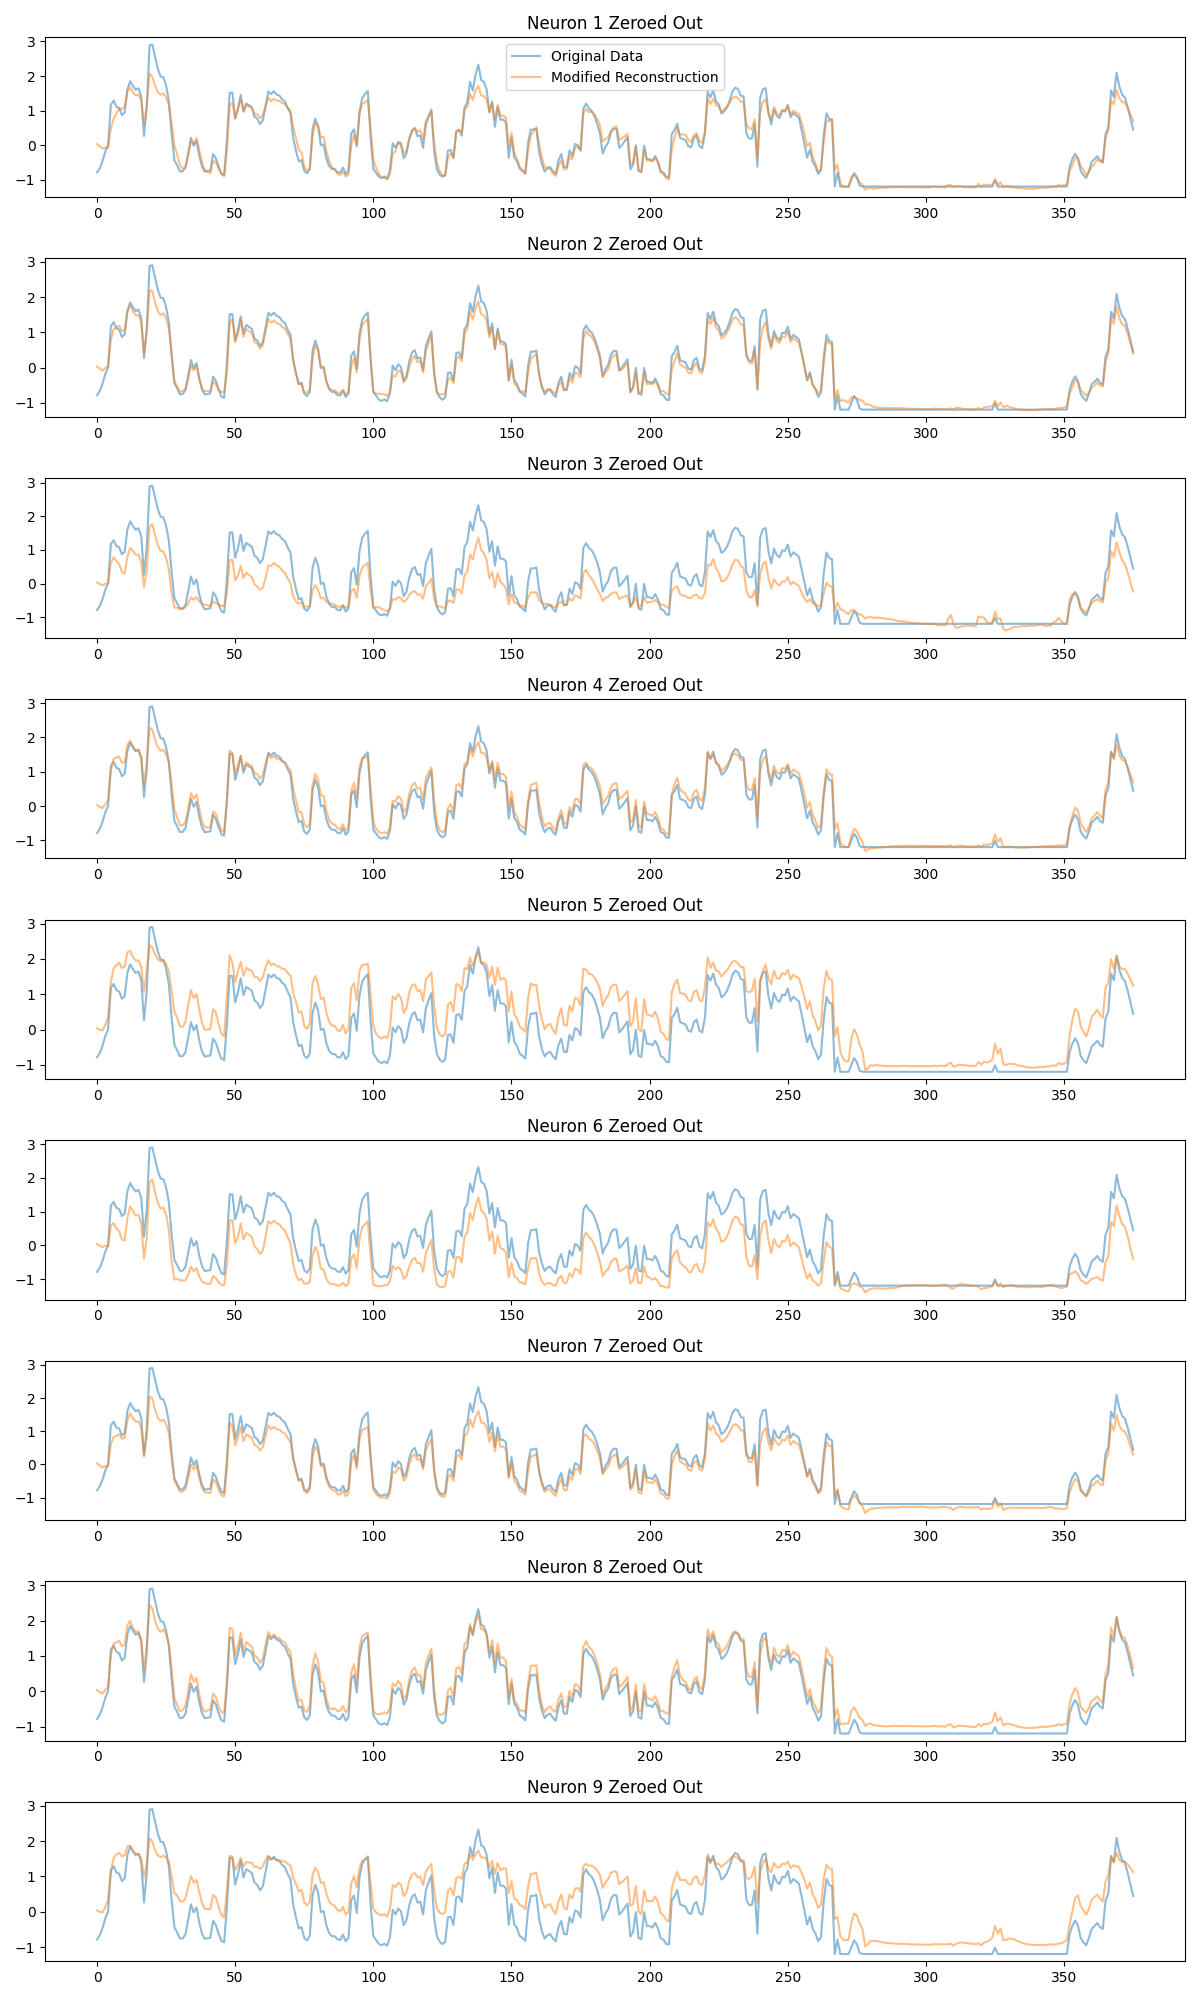 Neuron 1 Zeroed Out
3
2
1
0
−1
Original Data
Modified Reconstruction
0 50 100 150 200 250 300 350
Neuron 2 Zeroed Out
3
2
1
0
−1
0 50 100 150 200 250 300 350
Neuron 3 Zeroed Out
3
2
1
0
−1
0 50 100 150 200 250 300 350
Neuron 4 Zeroed Out
3
2
1
0
−1
0 50 100 150 200 250 300 350
Neuron 5 Zeroed Out
3
2
1
0
−1
0 50 100 150 200 250 300 350
Neuron 6 Zeroed Out
3
2
1
0
−1
0 50 100 150 200 250 300 350
Neuron 7 Zeroed Out
3
2
1
0
−1
0 50 100 150 200 250 300 350
Neuron 8 Zeroed Out
3
2
1
0
−1
0 50 100 150 200 250 300 350
Neuron 9 Zeroed Out
3
2
1
0
−1
0 50 100 150 200 250 300 350